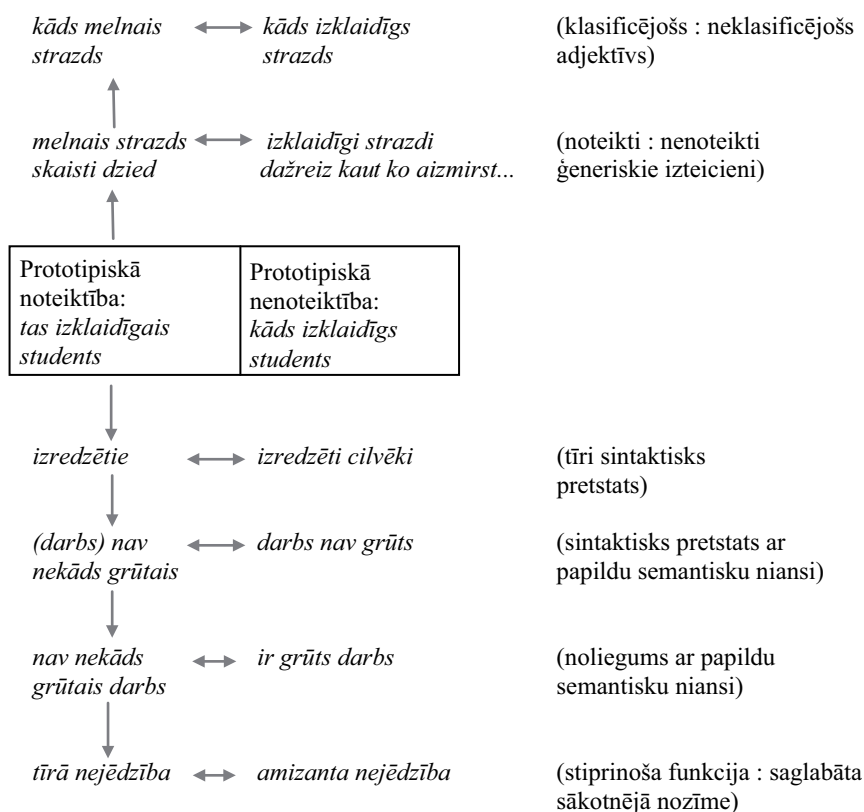 kāds melnais kāds izklaidīgs (klasificējošs : neklasificējošs
strazds strazds adjektīvs)
melnais strazds izklaidīgi strazdi (noteikti : nenoteikti
skaisti dzied dažreiz kaut ko aizmirst... ģeneriskie izteicieni)
Prototipiskā
noteiktība:
tas izklaidīgais
students
Prototipiskā
nenoteiktība:
kāds izklaidīgs
students
izredzētie izredzēti cilvēki (tīri sintaktisks
pretstats)
(darbs) nav darbs nav grūts (sintaktisks pretstats ar
nekāds grūtais papildu semantisku niansi)
nav nekāds ir grūts darbs (noliegums ar papildu
grūtais darbs semantisku niansi)
tīrā nejēdzība amizanta nejēdzība (stiprinoša funkcija : saglabāta
sākotnējā nozīme)